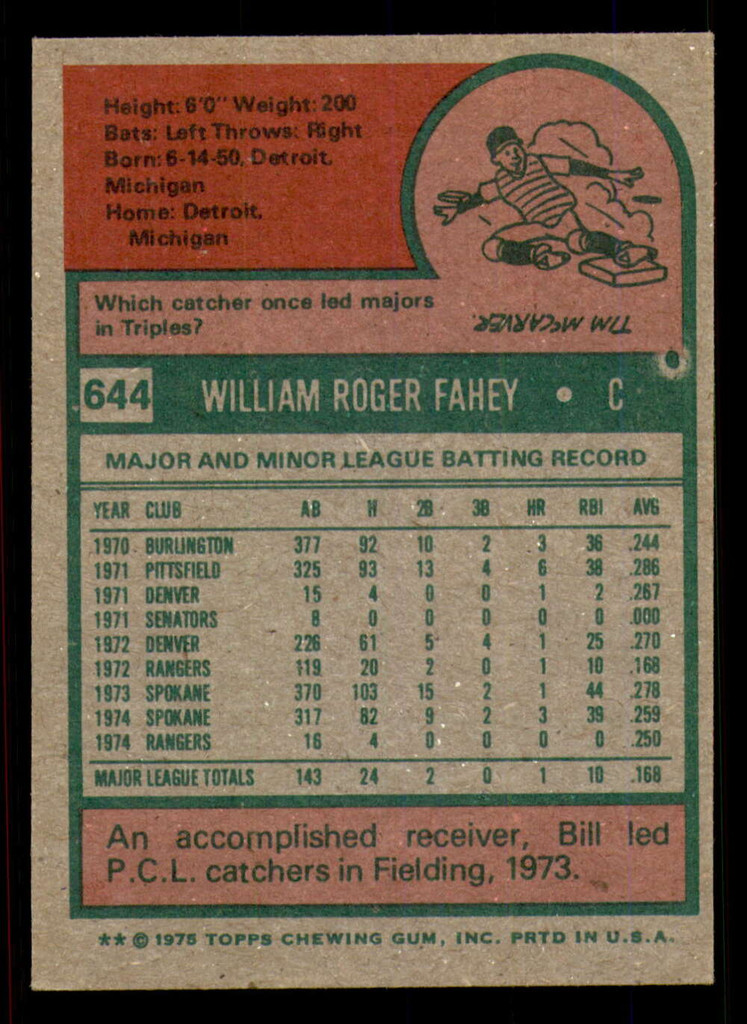 Height: 6'0" Weight: 200
Bats: Left Throws: Right
Born: 6-14-50, Detroit,
Michigan
Home: Detroit,
Michigan
Which catcher once led majors
in Triples?
TIM McCARVER.
644 WILLIAM ROGER FAHEY • C
MAJOR AND MINOR LEAGUE BATTING RECORD
YEAR CLUB AB H 2B 3B HR RBI AVG
1970 BURLINGTON 377 92 10 2 3 36 .244
1971 PITTSFIELD 325 93 13 4 6 38 .286
1971 DENVER 15 4 0 0 1 2 .267
1971 SENATORS 8 0 0 0 0 0 .000
1972 DENVER 226 61 5 4 1 25 .270
1972 RANGERS 119 20 2 0 1 10 .168
1973 SPOKANE 370 103 15 2 1 44 .278
1974 SPOKANE 317 82 9 2 3 39 .259
1974 RANGERS 16 4 0 0 0 0 .250
MAJOR LEAGUE TOTALS 143 24 2 0 1 10 .168
An accomplished receiver, Bill led
P.C.L. catchers in Fielding, 1973.
** © 1975 TOPPS CHEWING GUM, INC. PRTD IN U.S.A.